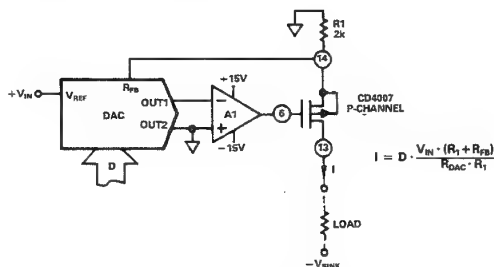 R1
2k
14
RFB
+15V
CD4007
P-CHANNEL
+VIN
VREF
OUT1
DAC
OUT2
A1
6
-15V
13
D
I
I = D · VIN · (R1 + RFB) / RDAC · R1
LOAD
-VSINK